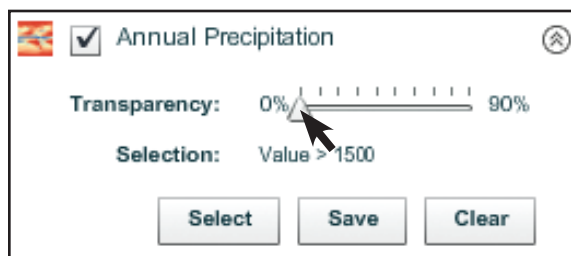 Annual Precipitation
Transparency: 0% 90%
Selection: Value > 1500
Select Save Clear